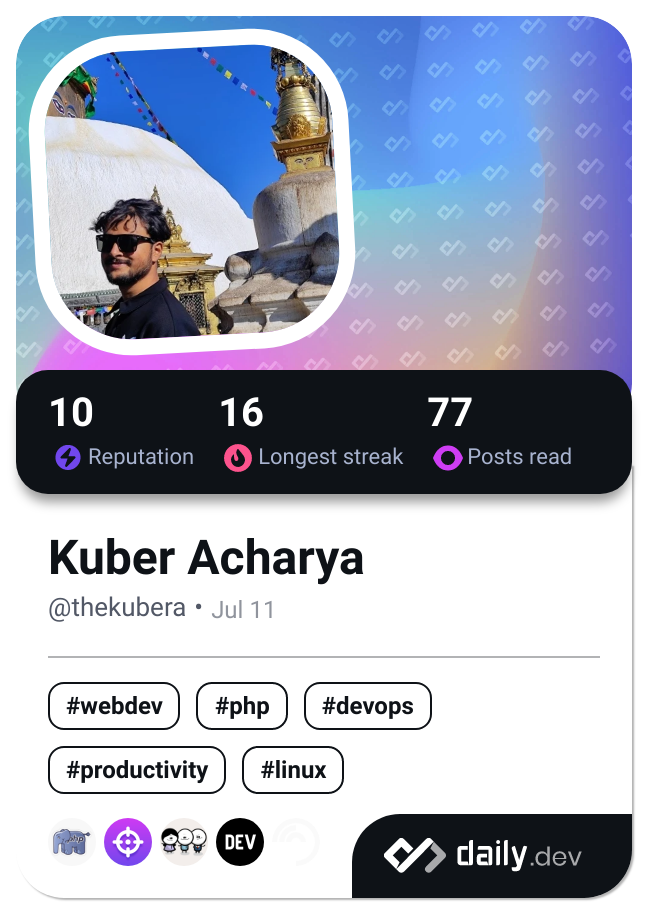 10 16 77
Reputation Longest streak Posts read
Kuber Acharya
@thekubera • Jul 11
#webdev #php #devops
#productivity #linux
php DEV
daily.dev